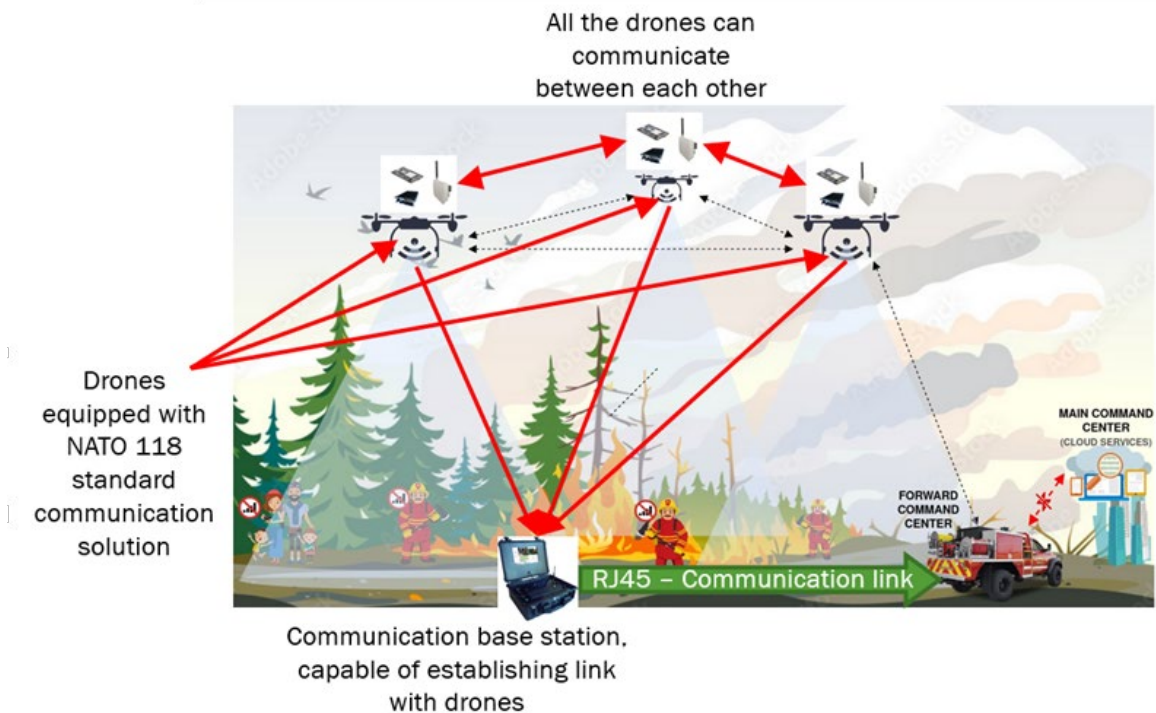 All the drones can
communicate
between each other
Drones
equipped with
NATO 118
standard
communication
solution
MAIN COMMAND
CENTER
(CLOUD SERVICES)
FORWARD
COMMAND
CENTER
RJ45 – Communication link
Communication base station,
capable of establishing link
with drones